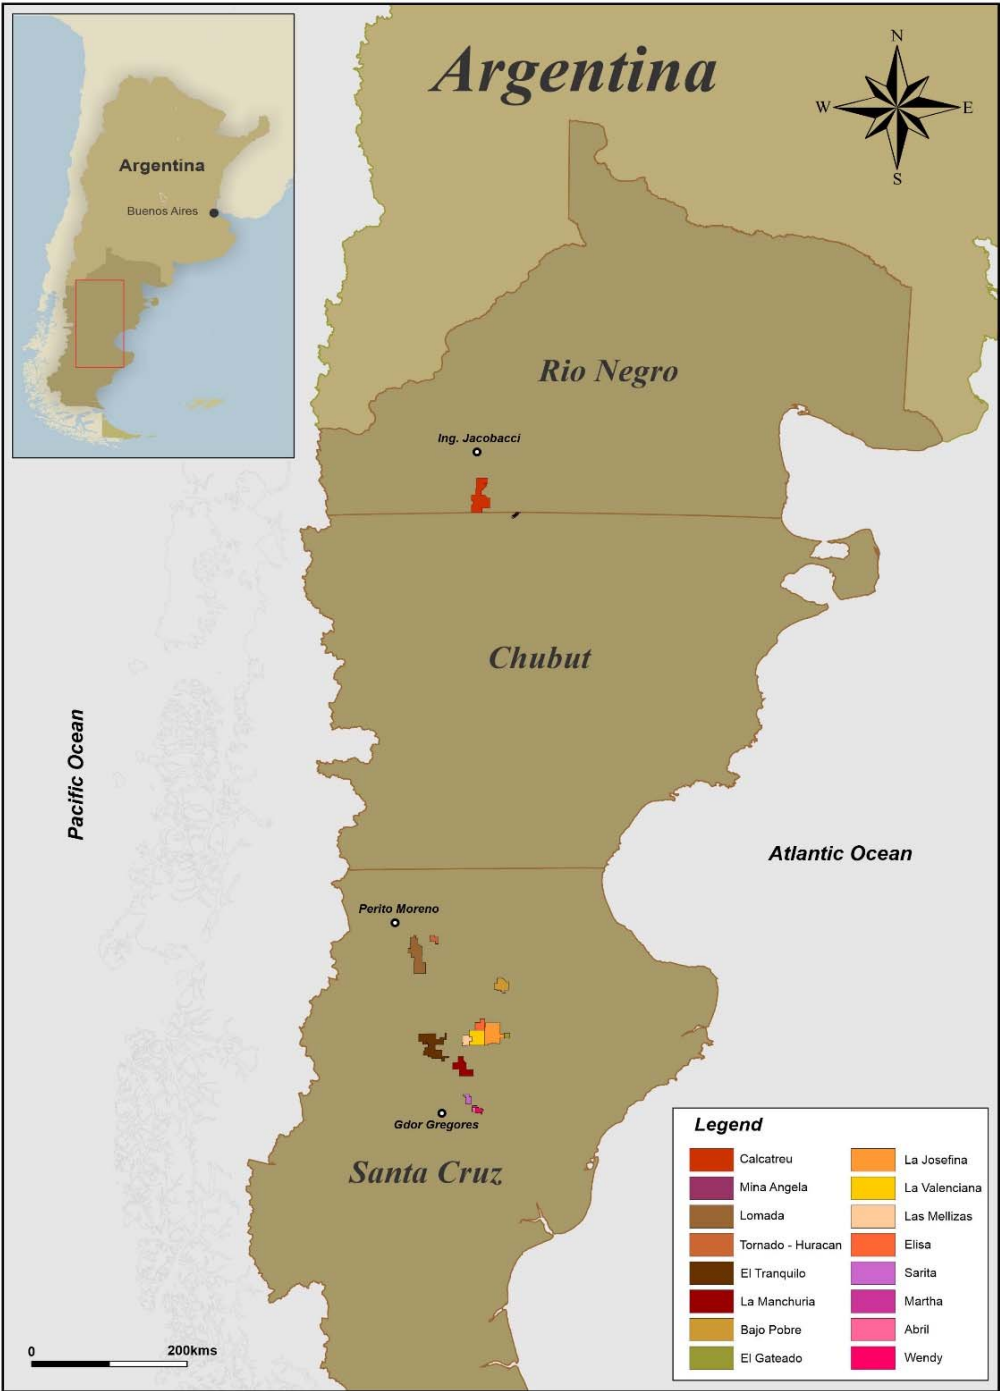 Argentina
Argentina
Buenos Aires
N
W
E
S
Rio Negro
Ing. Jacobacci
Chubut
Pacific Ocean
Atlantic Ocean
Perito Moreno
Gdor Gregores
Santa Cruz
Legend
Calcatreu
Mina Angela
Lomada
Tornado - Huracan
El Tranquilo
La Manchuria
Bajo Pobre
El Gateado
La Josefina
La Valenciana
Las Mellizas
Elisa
Sarita
Martha
Abril
Wendy
0 200kms